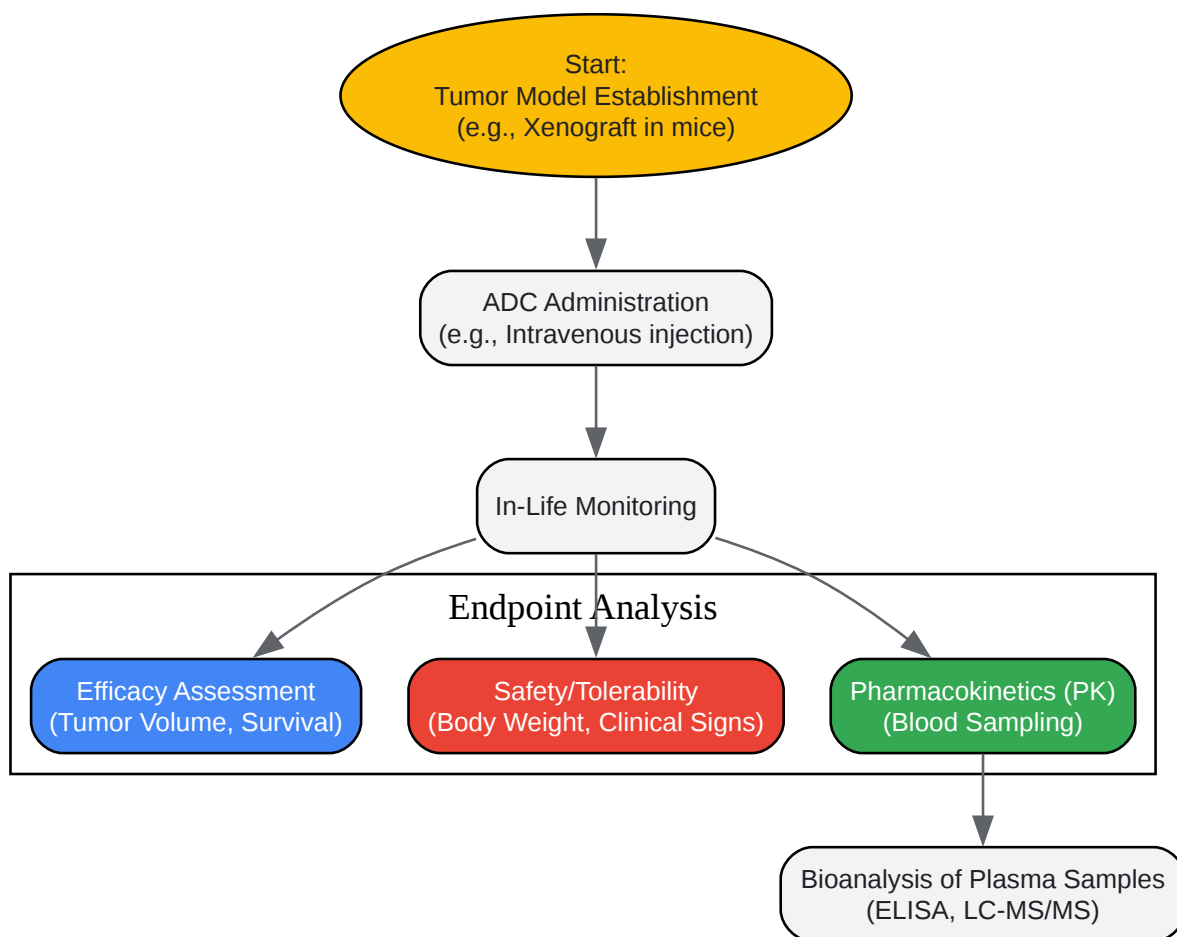 Start:
Tumor Model Establishment
(e.g., Xenograft in mice)
ADC Administration
(e.g., Intravenous injection)
In-Life Monitoring
Endpoint Analysis
Efficacy Assessment
(Tumor Volume, Survival)
Safety/Tolerability
(Body Weight, Clinical Signs)
Pharmacokinetics (PK)
(Blood Sampling)
Bioanalysis of Plasma Samples
(ELISA, LC-MS/MS)